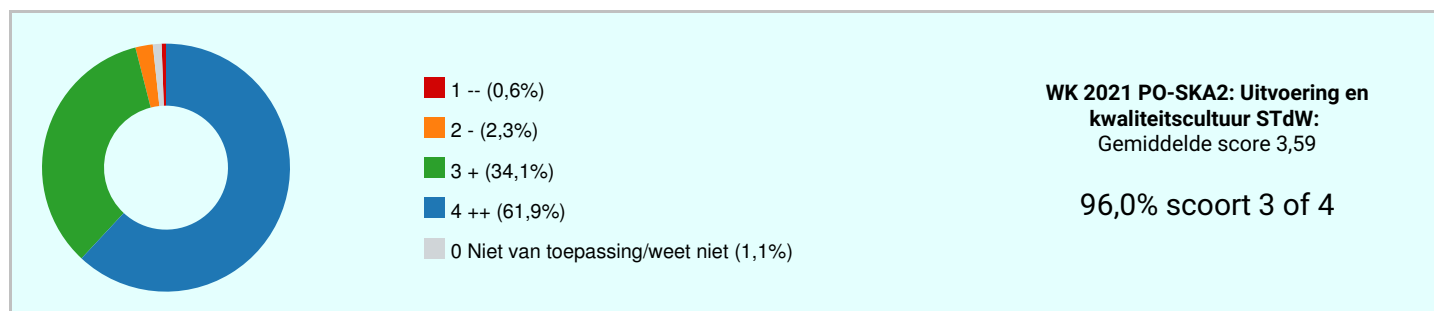 1 -- (0,6%)
2 - (2,3%)
3 + (34,1%)
4 ++ (61,9%)
0 Niet van toepassing/weet niet (1,1%)
WK 2021 PO-SKA2: Uitvoering en
kwaliteitscultuur STdW:
Gemiddelde score 3,59
96,0% scoort 3 of 4